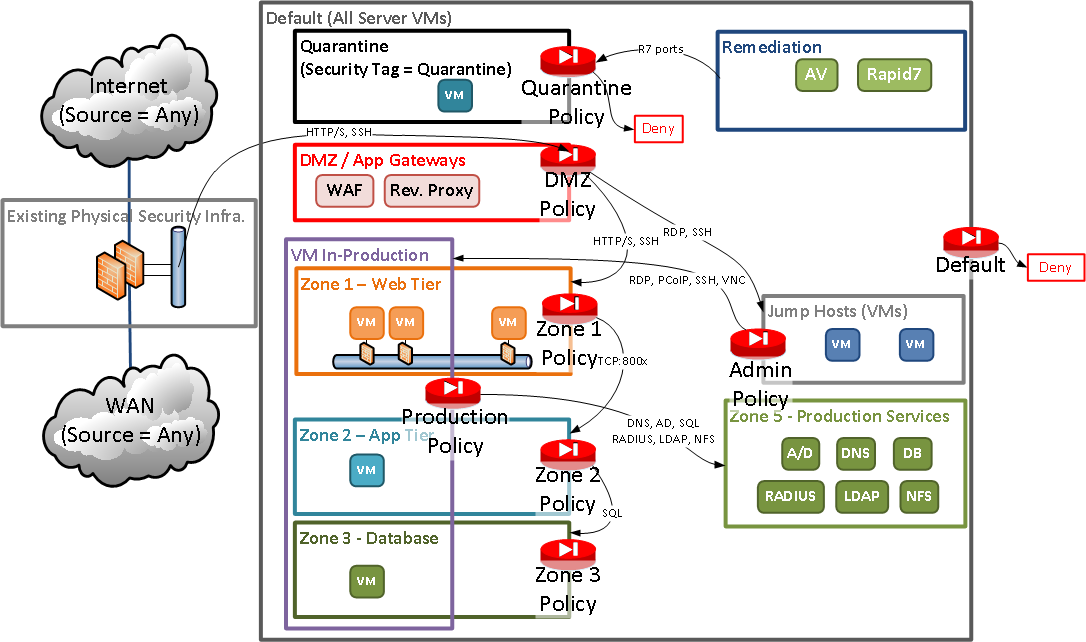 Default (All Server VMs)
Internet
(Source = Any)
Existing Physical Security Infra.
WAN
(Source = Any)
Quarantine
(Security Tag = Quarantine)
VM
Quarantine
Policy
R7 ports
Deny
Remediation
AV
Rapid7
HTTP/S, SSH
DMZ / App Gateways
WAF
Rev. Proxy
DMZ
Policy
HTTP/S, SSH
RDP, SSH
Default
Deny
VM In-Production
RDP, PCoIP, SSH, VNC
Zone 1 – Web Tier
VM
VM
VM
Zone 1
Policy
TCP:800x
Jump Hosts (VMs)
VM
VM
Admin
Policy
Production
Policy
DNS, AD, SQL
RADIUS, LDAP, NFS
Zone 2 – App Tier
VM
Zone 2
Policy
SQL
Zone 5 - Production Services
A/D
DNS
DB
RADIUS
LDAP
NFS
Zone 3 - Database
VM
Zone 3
Policy